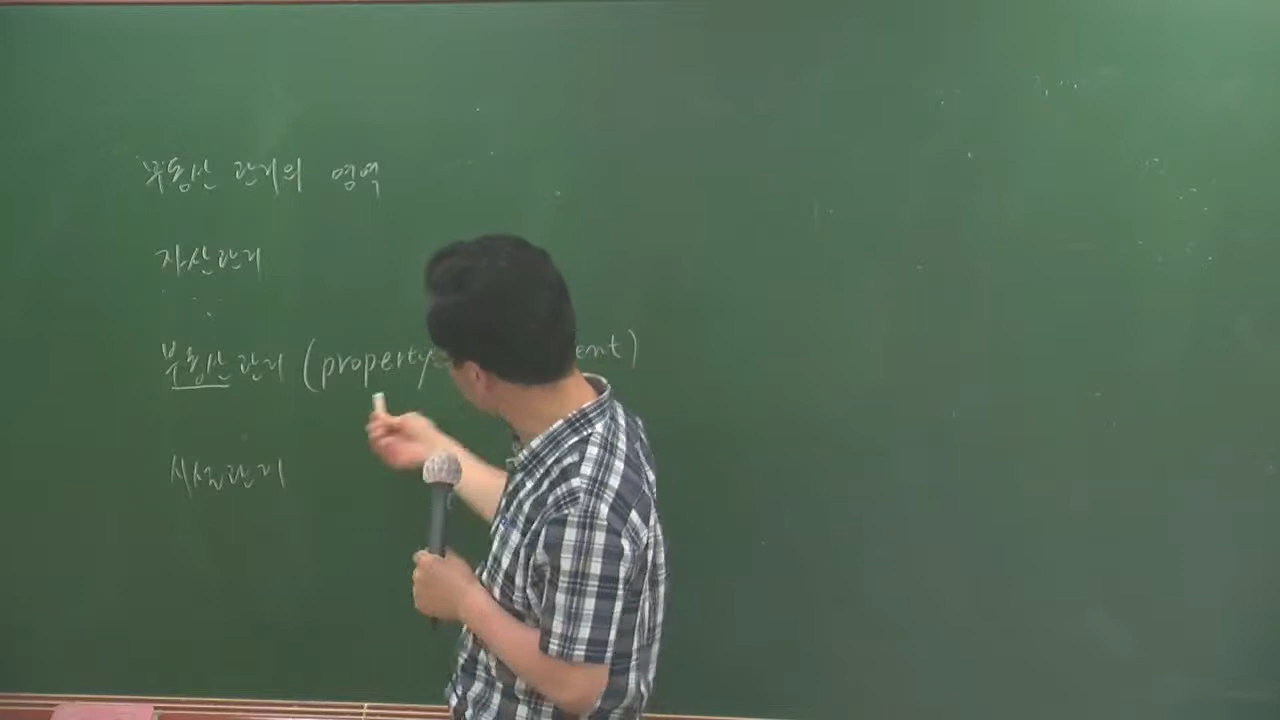 부동산 관리의 영역
자산관리
부동산관리 (property ent)
시설관리